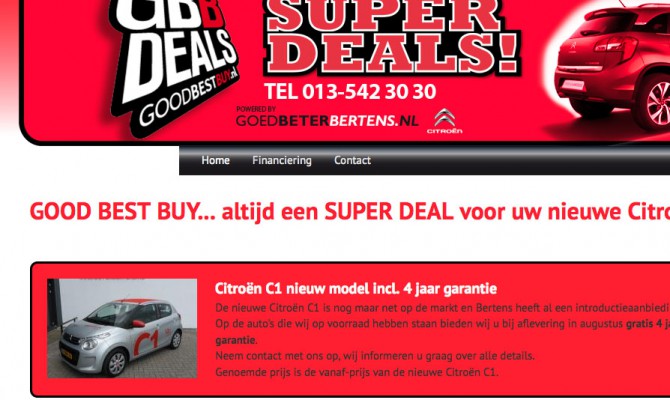 GBB
DEALS
GOODBESTBUY.nl
SUPER
DEALS!
TEL 013-542 30 30
POWERED BY
GOEDBETERBERTENS.NL
CITROËN
Home Financiering Contact
GOOD BEST BUY... altijd een SUPER DEAL voor uw nieuwe Citro
Citroën C1 nieuw model incl. 4 jaar garantie
De nieuwe Citroën C1 is nog maar net op de markt en Bertens heeft al een introductieaanbiedi
Op de auto's die wij op voorraad hebben staan bieden wij u bij aflevering in augustus gratis 4 j
garantie.
Neem contact met ons op, wij informeren u graag over alle details.
Genoemde prijs is de vanaf-prijs van de nieuwe Citroën C1.
C1